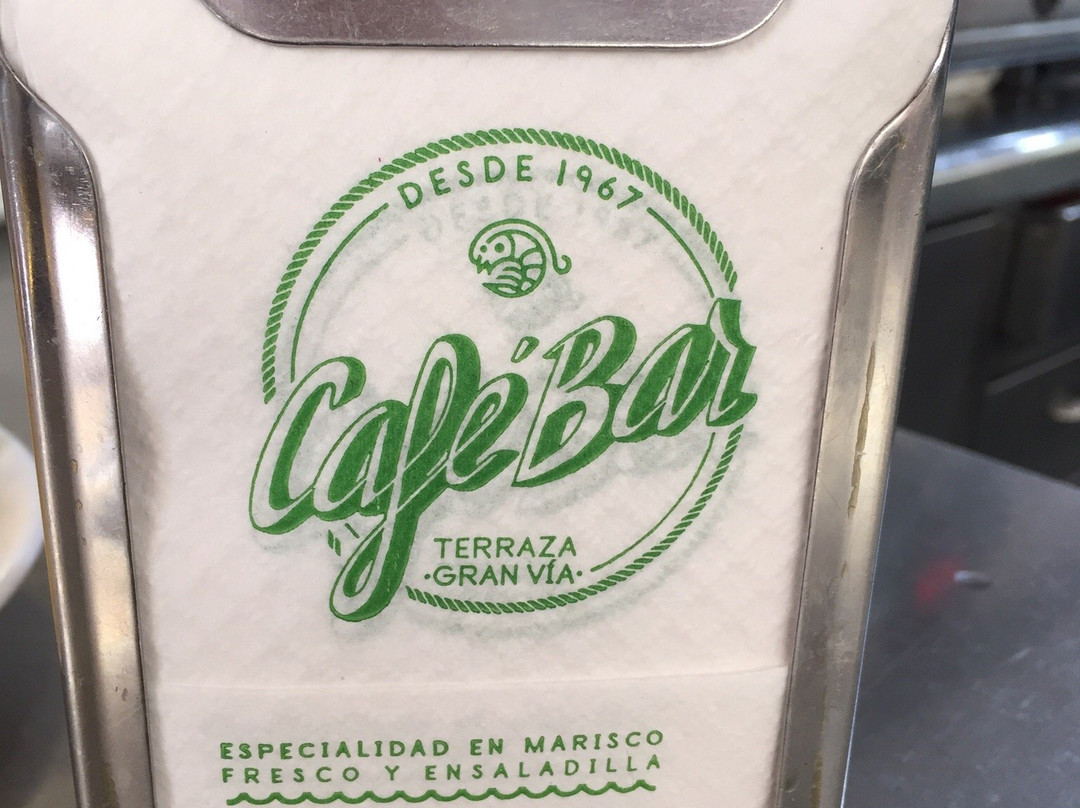 DESDE 1967
Café Bar
TERRAZA
·GRAN VÍA·
ESPECIALIDAD EN MARISCO
FRESCO Y ENSALADILLA